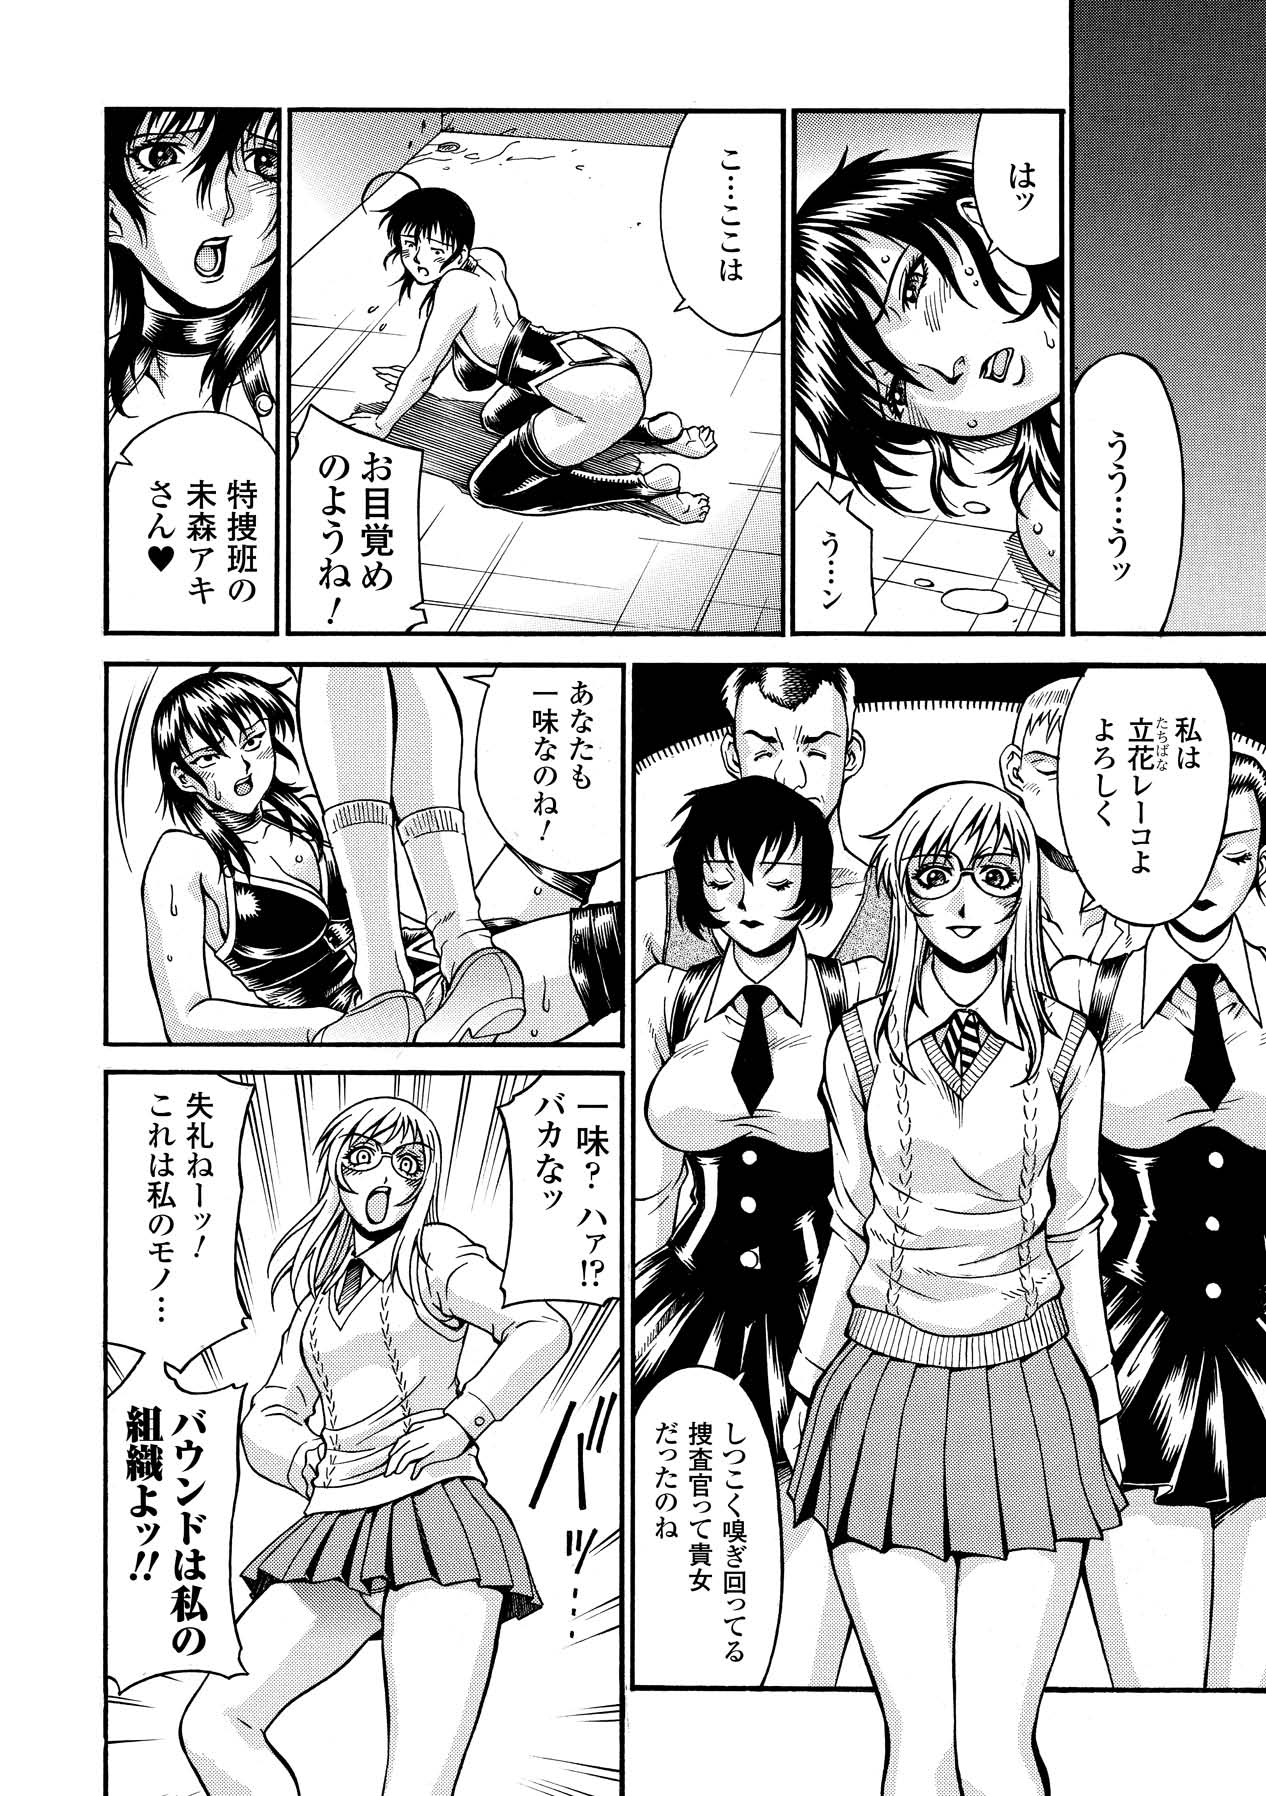 うう…うッ
はッ
う…ン
こ…ここは
お目覚め
のようね！
特捜班の
未森アキ
さん♥
私は
立花レーコよ
たちばな
よろしく
しつこく嗅ぎ回ってる
捜査官って貴女
だったのね
あなたも
一味なのね！
一味？ハァ!?
バカなッ
失礼ねーッ！
これは私のモノ…
バウンドは私の
組織よッ!!